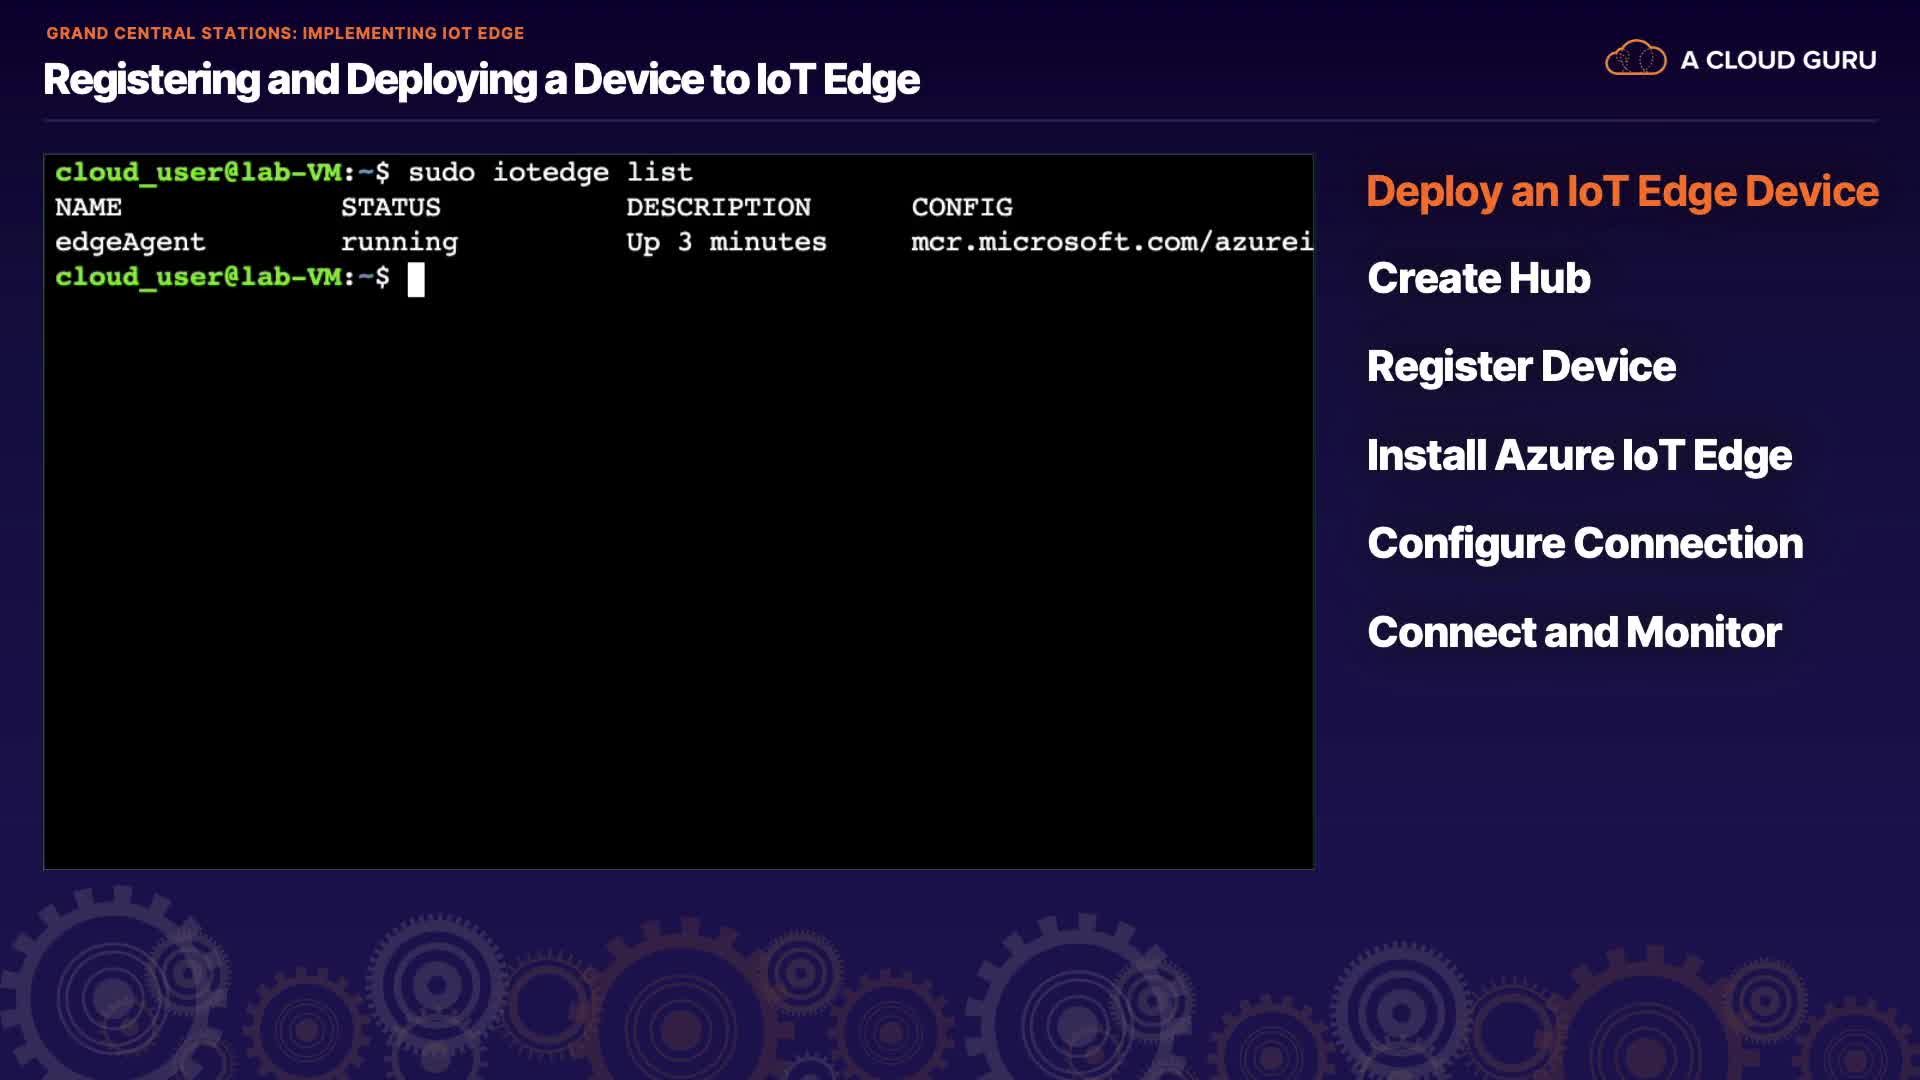 GRAND CENTRAL STATIONS: IMPLEMENTING IOT EDGE
Registering and Deploying a Device to IoT Edge
A CLOUD GURU
cloud_user@lab-VM:~$ sudo iotedge list
NAME STATUS DESCRIPTION CONFIG
edgeAgent running Up 3 minutes mcr.microsoft.com/azurei
cloud_user@lab-VM:~$
Deploy an IoT Edge Device
Create Hub
Register Device
Install Azure IoT Edge
Configure Connection
Connect and Monitor